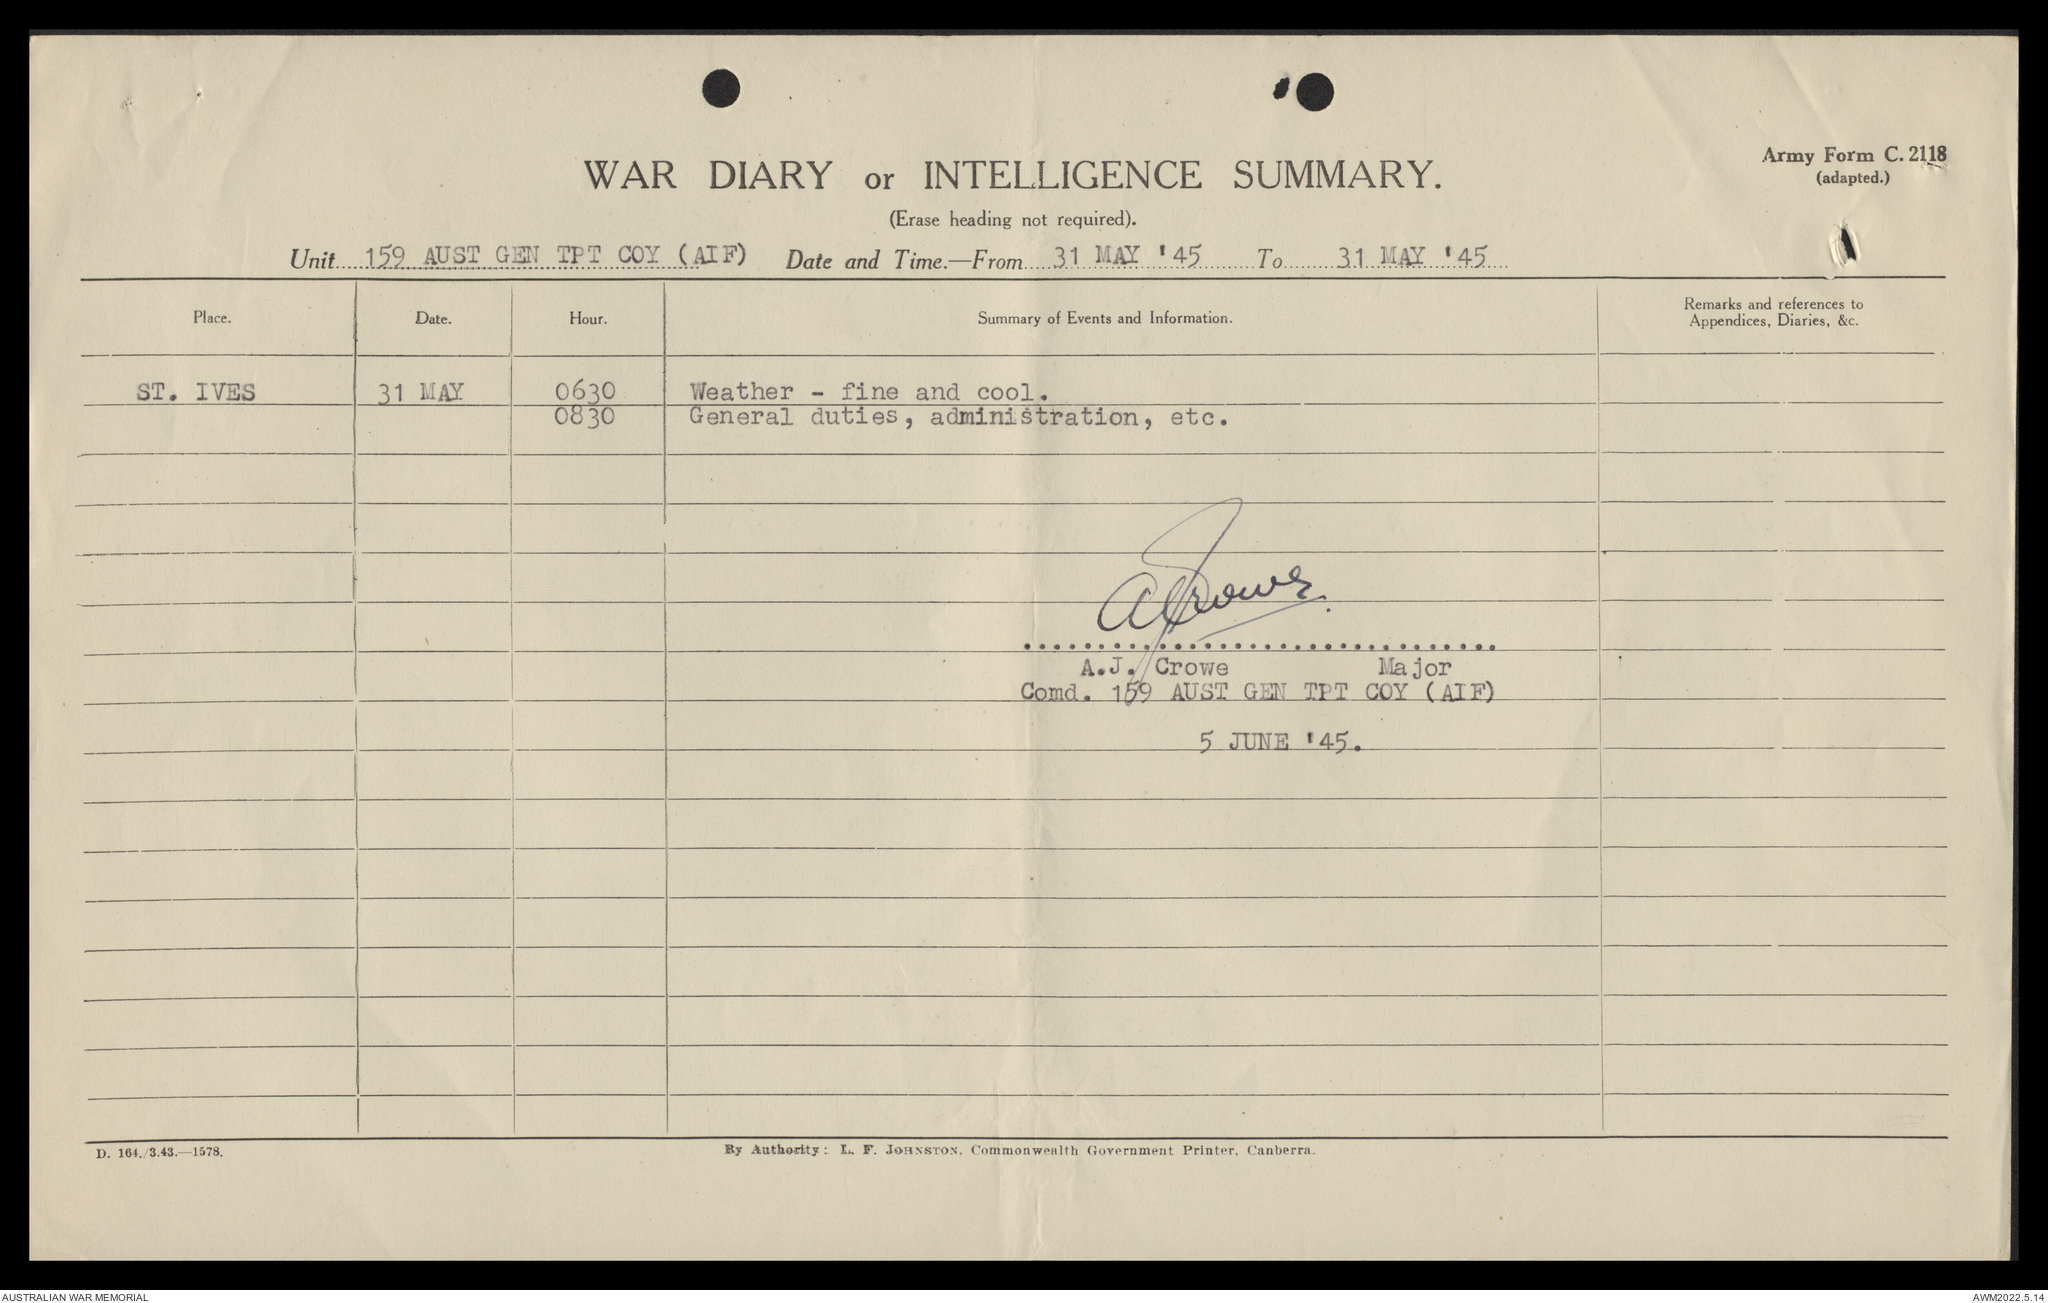 Army Form C. 2118
(adapted.)
WAR DIARY or INTELLIGENCE SUMMARY.
(Erase heading not required).
Unit 159 AUST GEN TPT COY (AIF) Date and Time.—From 31 MAY '45 To 31 MAY '45
Place. Date. Hour. Summary of Events and Information. Remarks and references to
Appendices, Diaries, &c.
ST. IVES 31 MAY 0630 Weather - fine and cool.
0830 General duties, administration, etc.
AJCrowe.
A.J. Crowe Major
Comd. 159 AUST GEN TPT COY (AIF)
5 JUNE '45.
D. 164./3.43.—1578. By Authority: L. F. JOHNSTON, Commonwealth Government Printer, Canberra.
AUSTRALIAN WAR MEMORIAL AWM2022.5.14